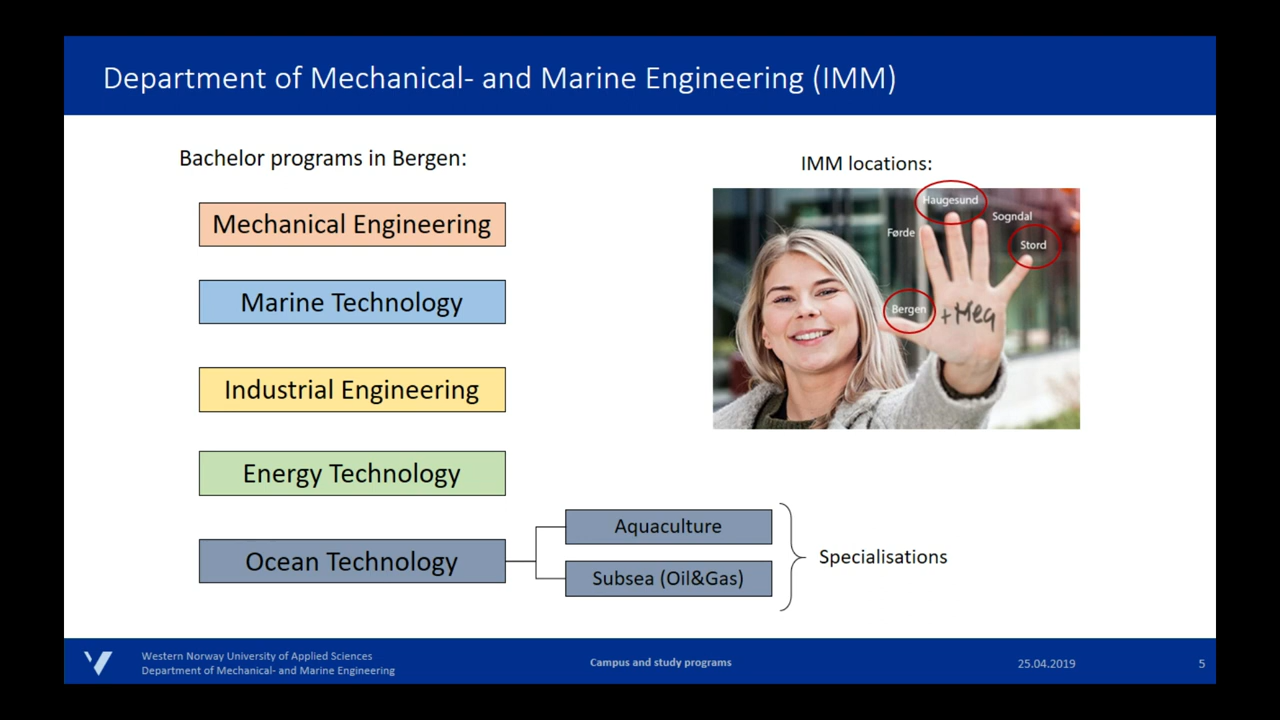 Department of Mechanical- and Marine Engineering (IMM)
Bachelor programs in Bergen:
Mechanical Engineering
Marine Technology
Industrial Engineering
Energy Technology
Ocean Technology
Aquaculture
Subsea (Oil&Gas)
Specialisations
IMM locations:
Haugesund
Sogndal
Førde
Stord
Bergen
+Meg
Western Norway University of Applied Sciences
Department of Mechanical- and Marine Engineering
Campus and study programs
25.04.2019
5